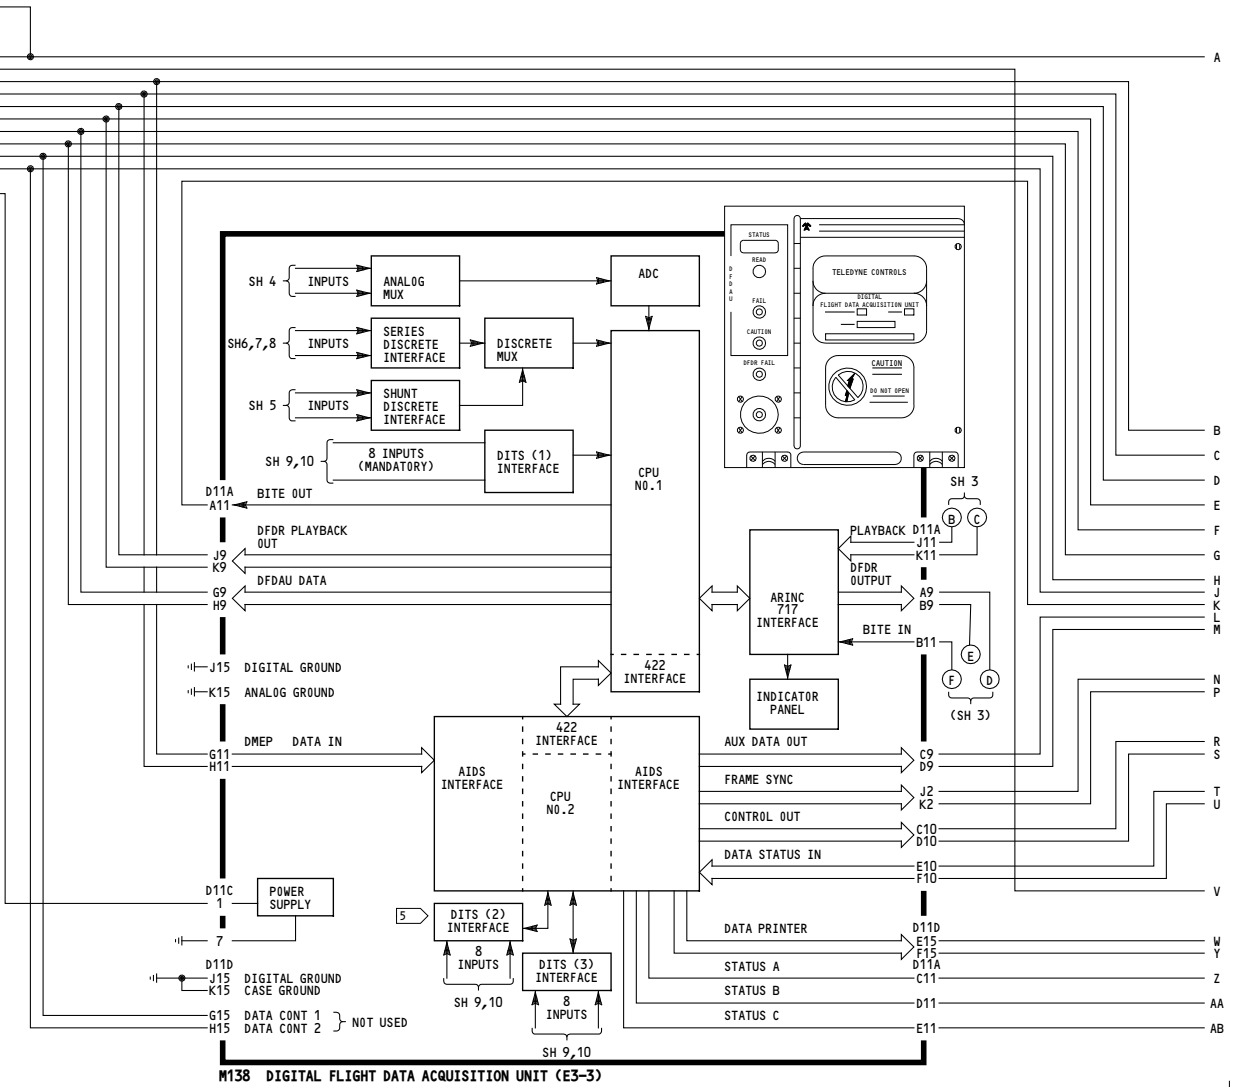 A
STATUS
READ
DFDAU
FAIL
CAUTION
DFDR FAIL
TELEDYNE CONTROLS
DIGITAL
FLIGHT DATA ACQUISITION UNIT
CAUTION
DO NOT OPEN
SH 4
INPUTS
ANALOG
MUX
ADC
SH6,7,8
INPUTS
SERIES
DISCRETE
INTERFACE
DISCRETE
MUX
SH 5
INPUTS
SHUNT
DISCRETE
INTERFACE
SH 9,10
8 INPUTS
(MANDATORY)
DITS (1)
INTERFACE
CPU
NO.1
D11A
A11
BITE OUT
DFDR PLAYBACK
OUT
J9
K9
DFDAU DATA
G9
H9
B
C
D
E
F
G
H
J
K
L
M
SH 3
B
C
PLAYBACK
D11A
J11
K11
DFDR
OUTPUT
A9
B9
ARINC
717
INTERFACE
BITE IN
B11
E
F
D
(SH 3)
INDICATOR
PANEL
J15 DIGITAL GROUND
K15 ANALOG GROUND
422
INTERFACE
N
P
DMEP DATA IN
G11
H11
AIDS
INTERFACE
422
INTERFACE
CPU
NO.2
AIDS
INTERFACE
AUX DATA OUT
C9
D9
R
S
FRAME SYNC
J2
K2
T
U
CONTROL OUT
C10
D10
DATA STATUS IN
E10
F10
V
D11C
1
POWER
SUPPLY
7
5
DITS (2)
INTERFACE
8
INPUTS
SH 9,10
DITS (3)
INTERFACE
8
INPUTS
SH 9,10
DATA PRINTER
D11D
E15
F15
W
Y
STATUS A
D11A
C11
Z
STATUS B
D11
AA
STATUS C
E11
AB
D11D
J15 DIGITAL GROUND
K15 CASE GROUND
G15 DATA CONT 1
H15 DATA CONT 2
NOT USED
M138 DIGITAL FLIGHT DATA ACQUISITION UNIT (E3-3)